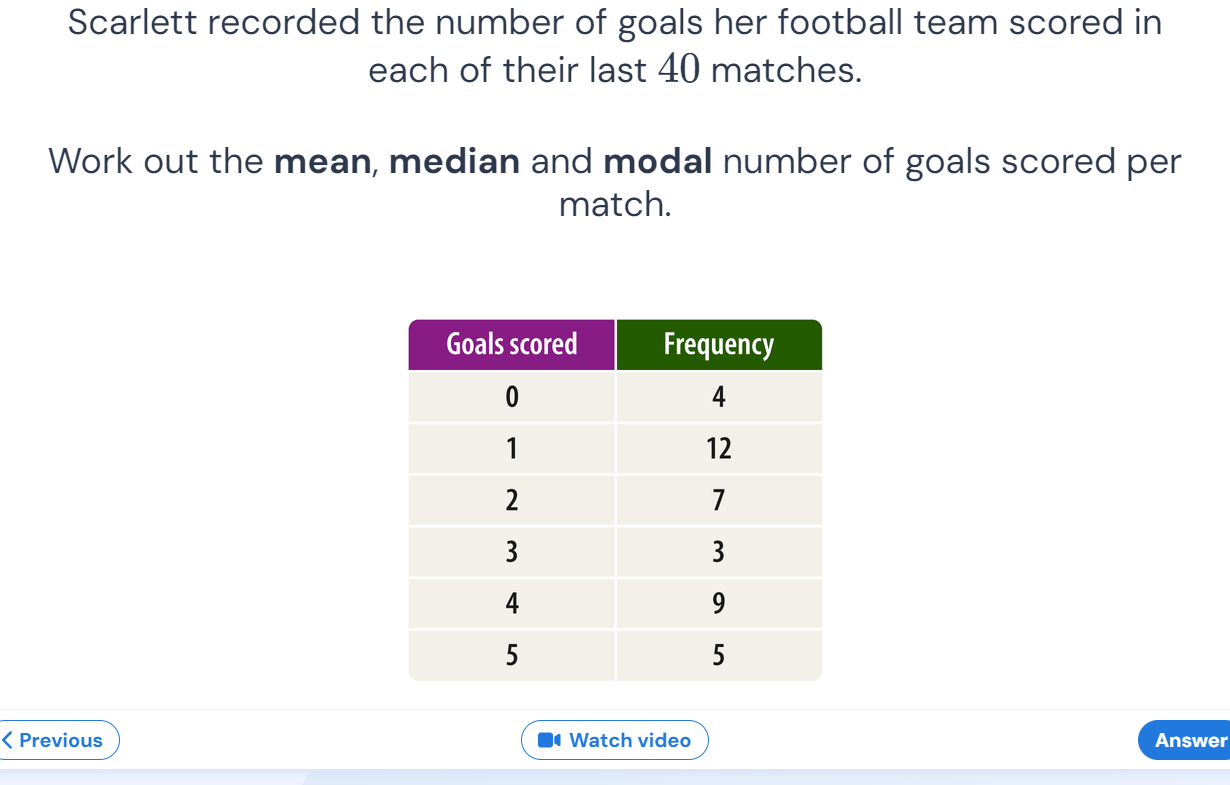 Scarlett recorded the number of goals her football team scored in
each of their last 40 matches.
Work out the mean, median and modal number of goals scored per
match.
Goals scored Frequency
0 4
1 12
2 7
3 3
4 9
5 5
Previous Watch video Answer